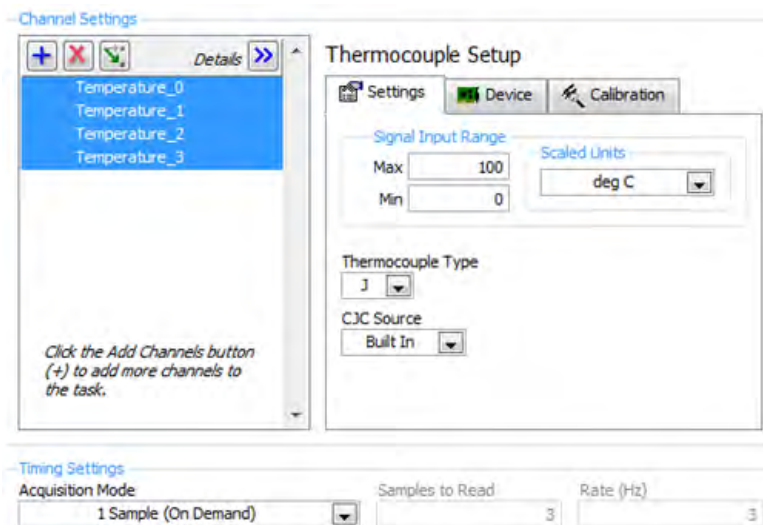 Channel Settings
Details
Temperature_0
Temperature_1
Temperature_2
Temperature_3
Click the Add Channels button
(+) to add more channels to
the task.
Thermocouple Setup
Settings
Device
Calibration
Signal Input Range
Max 100
Min 0
Scaled Units
deg C
Thermocouple Type
J
CJC Source
Built In
Timing Settings
Acquisition Mode
1 Sample (On Demand)
Samples to Read
3
Rate (Hz)
3